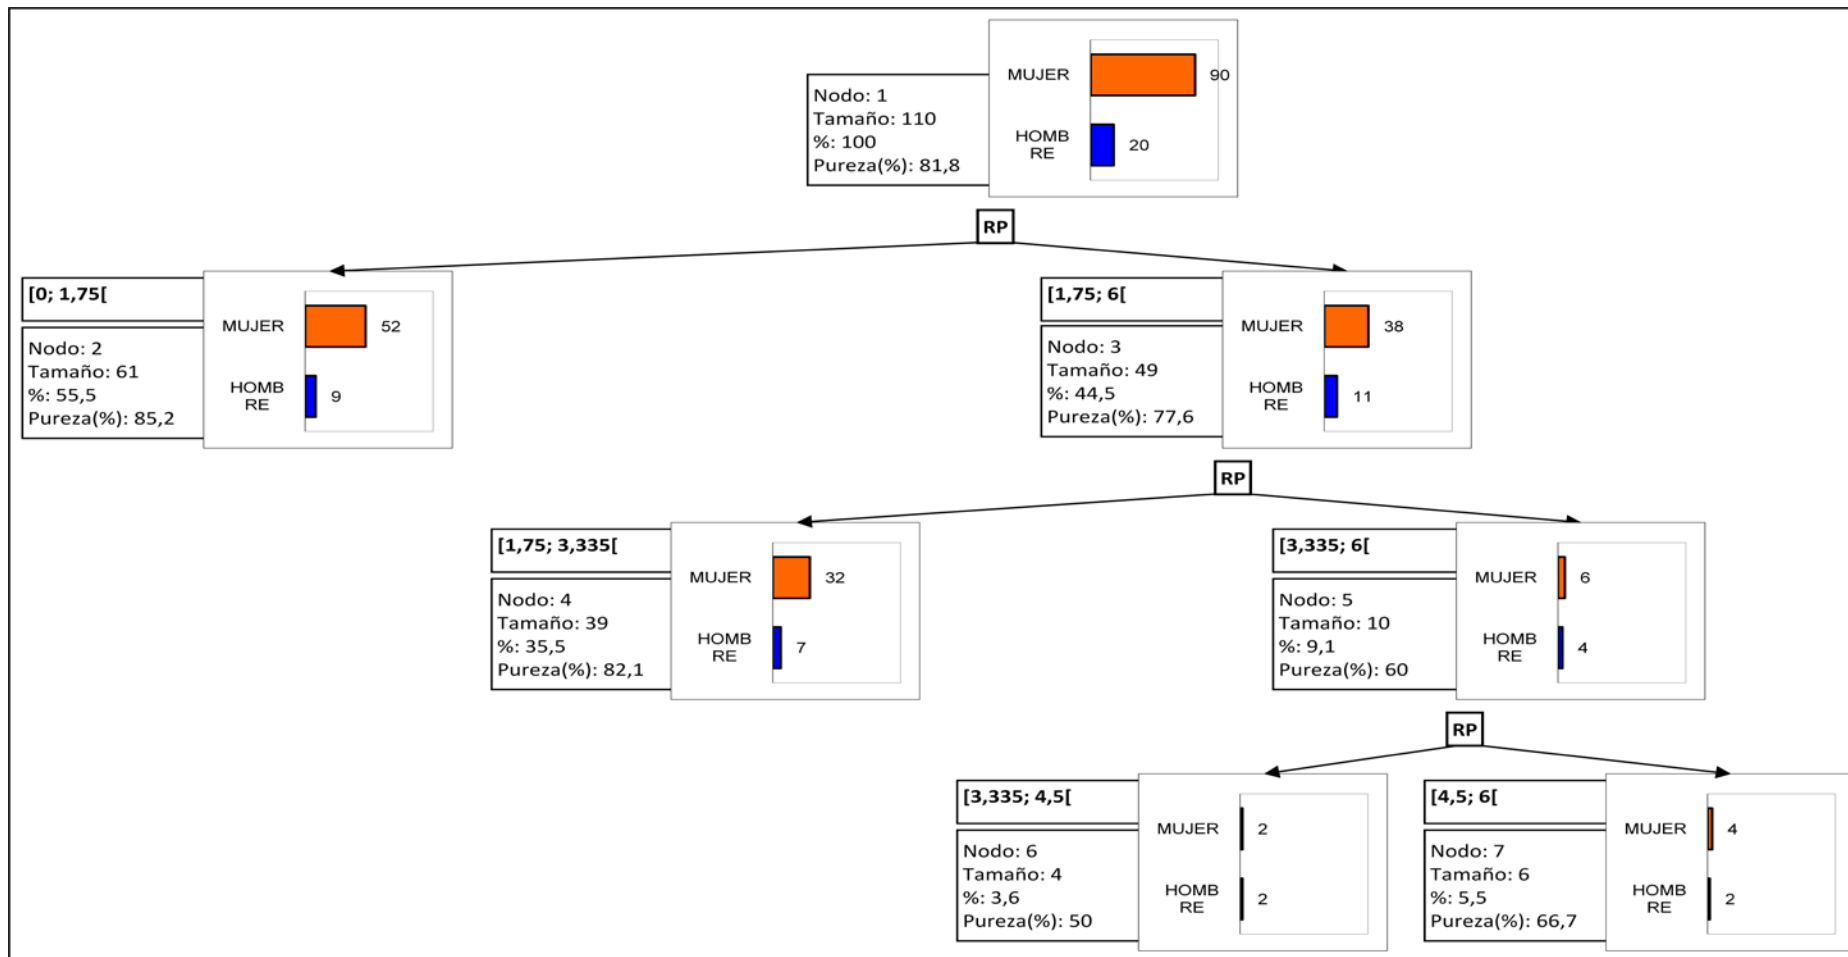 MUJER 90
HOMB
RE 20
Nodo: 1
Tamaño: 110
%: 100
Pureza(%): 81,8
RP
[0; 1,75[
Nodo: 2
Tamaño: 61
%: 55,5
Pureza(%): 85,2
MUJER 52
HOMB
RE 9
[1,75; 6[
Nodo: 3
Tamaño: 49
%: 44,5
Pureza(%): 77,6
MUJER 38
HOMB
RE 11
RP
[1,75; 3,335[
Nodo: 4
Tamaño: 39
%: 35,5
Pureza(%): 82,1
MUJER 32
HOMB
RE 7
[3,335; 6[
Nodo: 5
Tamaño: 10
%: 9,1
Pureza(%): 60
MUJER 6
HOMB
RE 4
RP
[3,335; 4,5[
Nodo: 6
Tamaño: 4
%: 3,6
Pureza(%): 50
MUJER 2
HOMB
RE 2
[4,5; 6[
Nodo: 7
Tamaño: 6
%: 5,5
Pureza(%): 66,7
MUJER 4
HOMB
RE 2